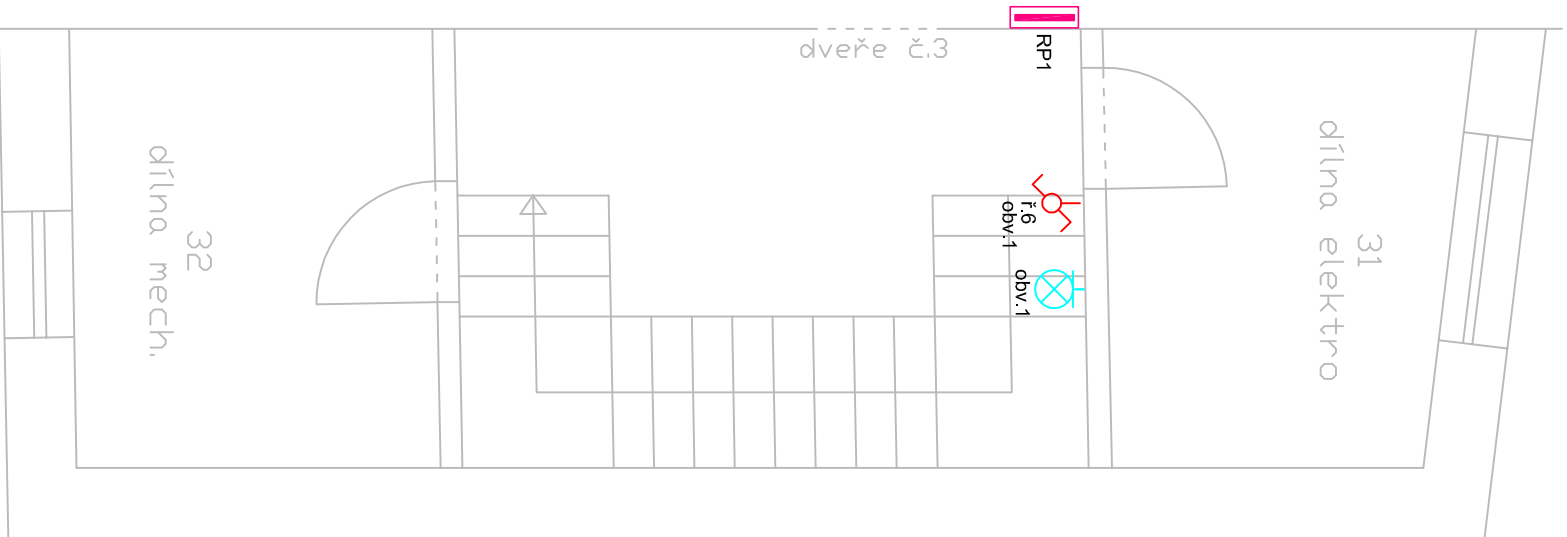 dveře č.3
RP1
ř.6
obv.1
obv.1
31
dílna elektro
32
dílna mech.